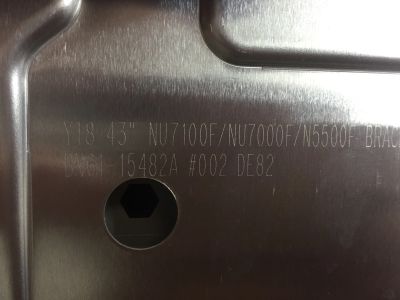 Y18 43" NU7100F/NU7000F/N5500F BRAC
15482A #002 DE82